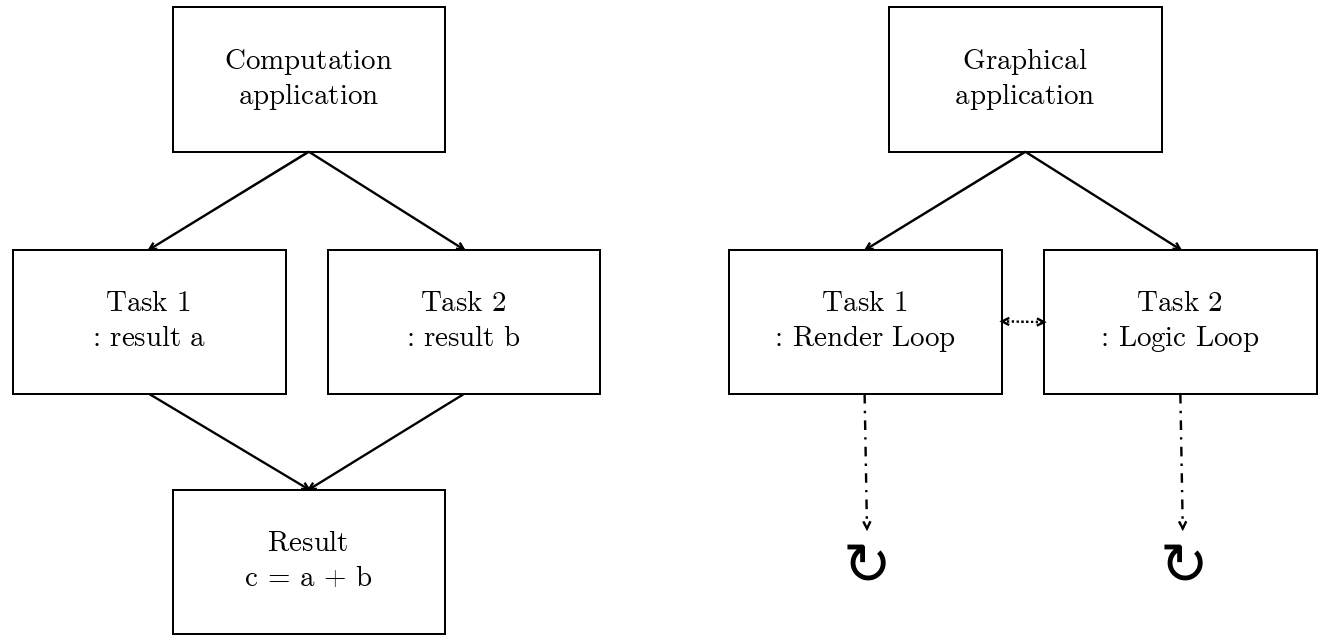 Computation
application
Task 1
: result a
Task 2
: result b
Result
c = a + b
Graphical
application
Task 1
: Render Loop
Task 2
: Logic Loop